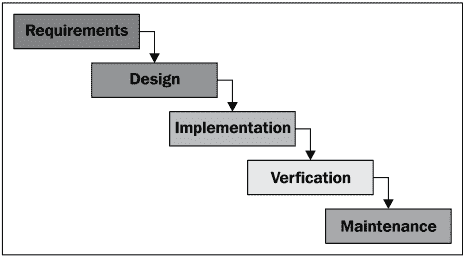 Requirements
Design
Implementation
Verfication
Maintenance